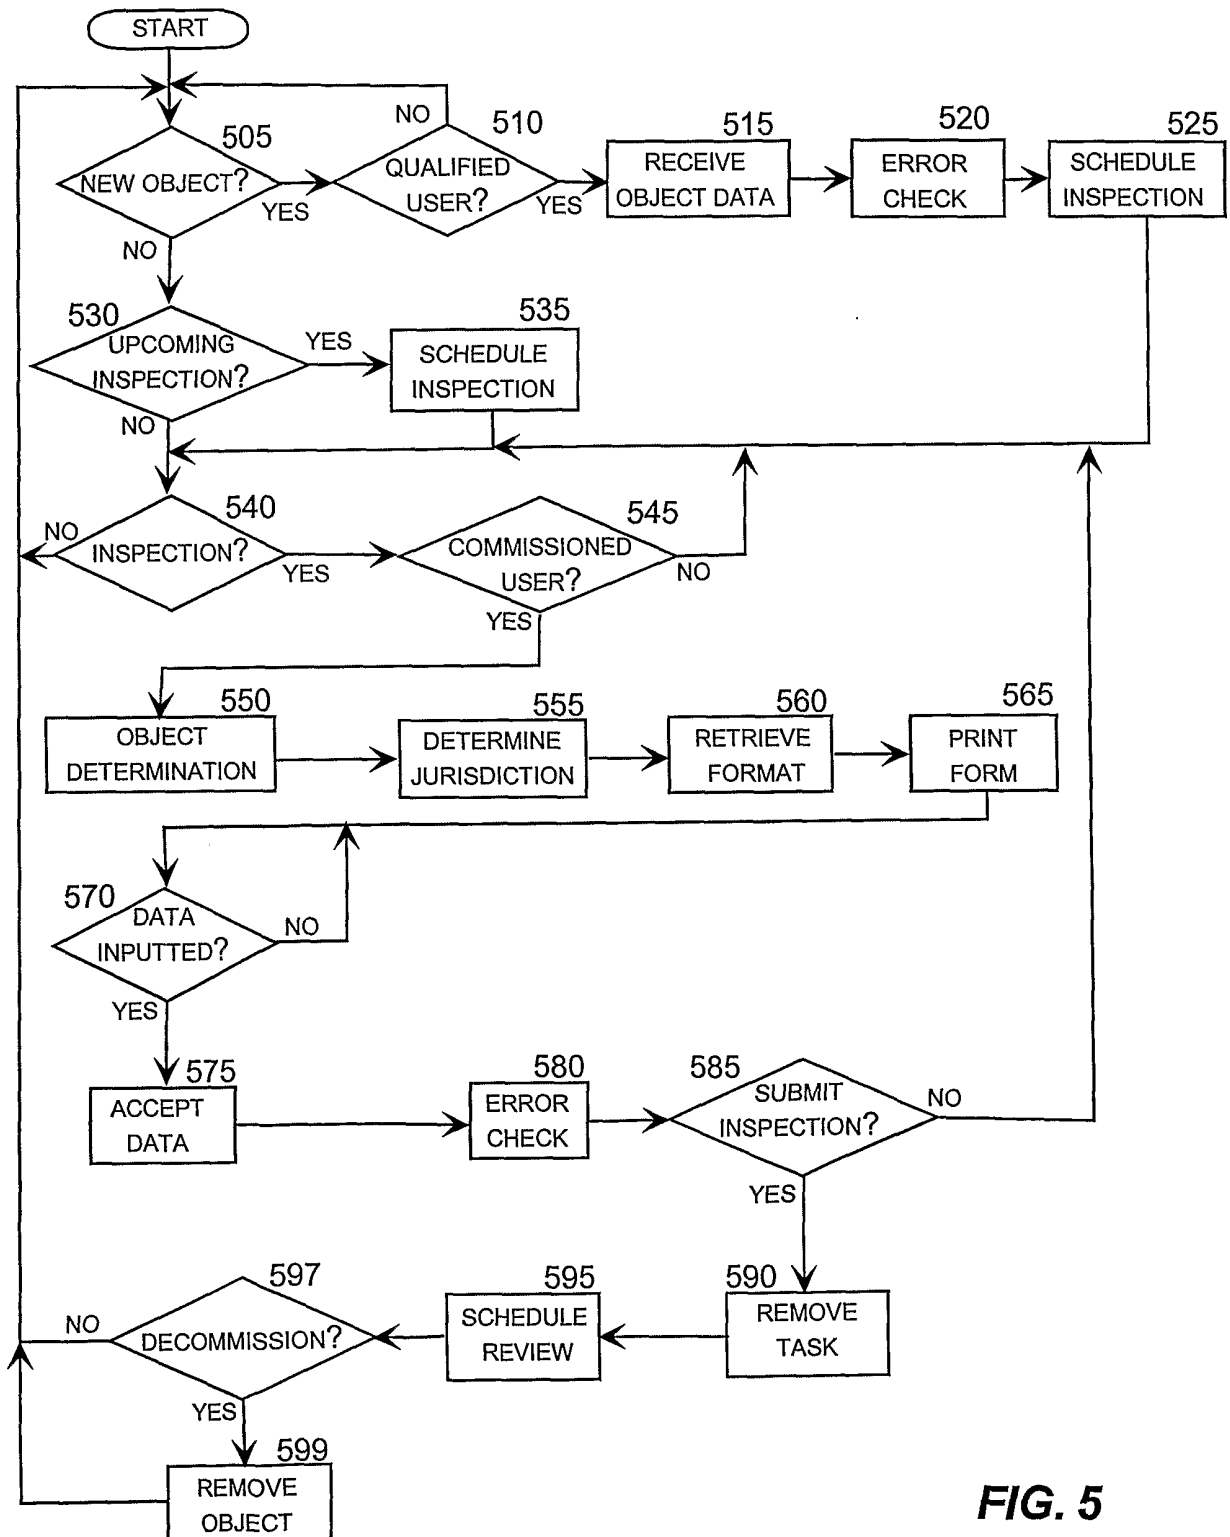 START
NO
505
510
515
520
525
NEW OBJECT?
QUALIFIED
USER?
RECEIVE
OBJECT DATA
ERROR
CHECK
SCHEDULE
INSPECTION
YES
YES
NO
530
535
UPCOMING
INSPECTION?
YES
SCHEDULE
INSPECTION
NO
540
545
NO
INSPECTION?
YES
COMMISSIONED
USER?
NO
YES
550
555
560
565
OBJECT
DETERMINATION
DETERMINE
JURISDICTION
RETRIEVE
FORMAT
PRINT
FORM
570
DATA
INPUTTED?
NO
YES
575
580
585
ACCEPT
DATA
ERROR
CHECK
SUBMIT
INSPECTION?
NO
YES
597
595
590
NO
DECOMMISSION?
SCHEDULE
REVIEW
REMOVE
TASK
YES
599
REMOVE
OBJECT
FIG. 5